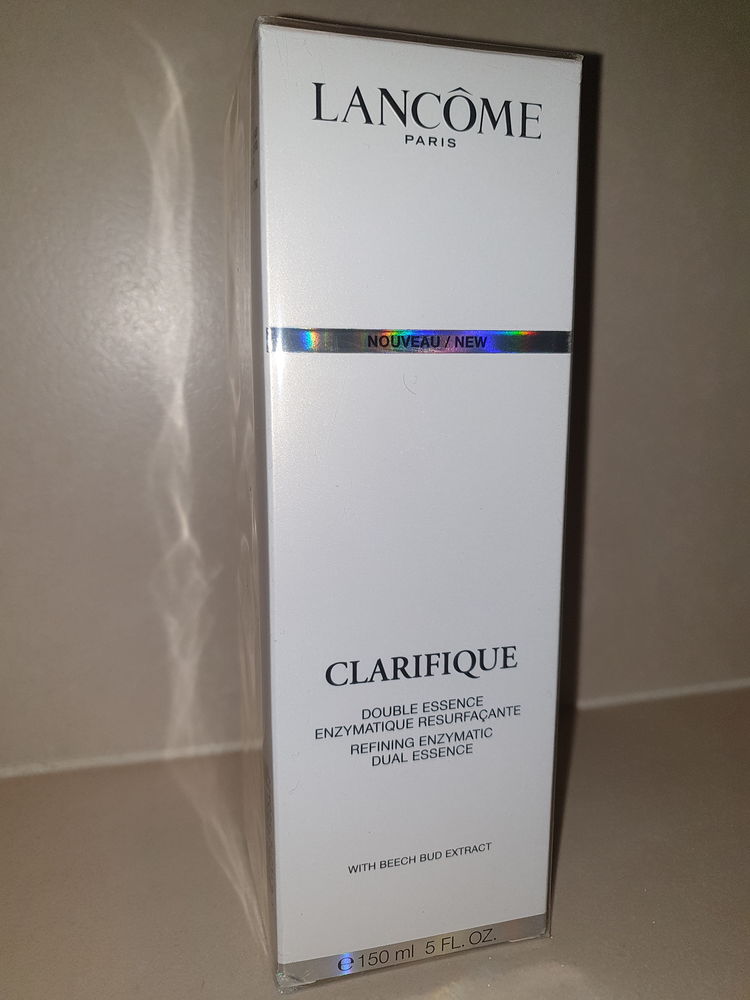 LANCÔME
PARIS
NOUVEAU / NEW
CLARIFIQUE
DOUBLE ESSENCE
ENZYMATIQUE RESURFAÇANTE
REFINING ENZYMATIC
DUAL ESSENCE
WITH BEECH BUD EXTRACT
℮ 150 ml 5 FL. OZ.